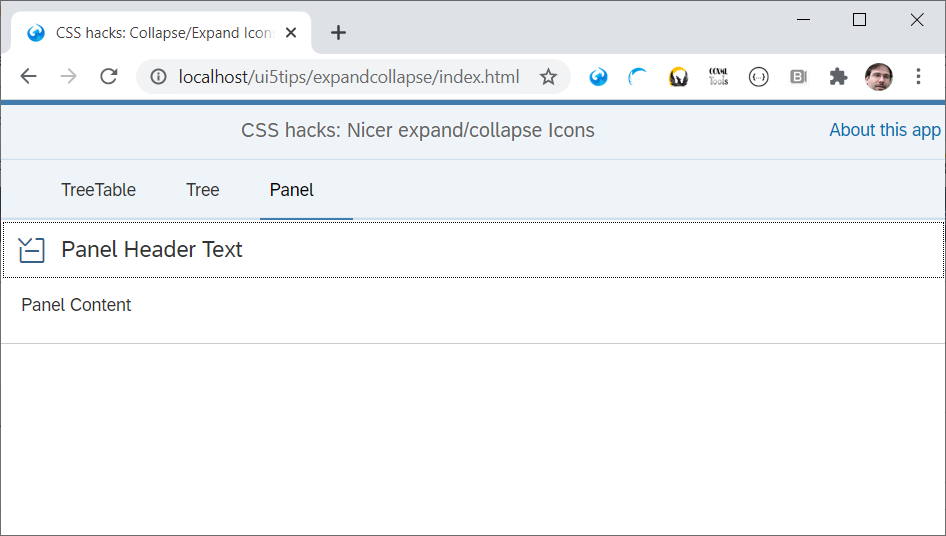 CSS hacks: Collapse/Expand Icon
localhost/ui5tips/expandcollapse/index.html
CSS hacks: Nicer expand/collapse Icons
About this app
TreeTable
Tree
Panel
Panel Header Text
Panel Content